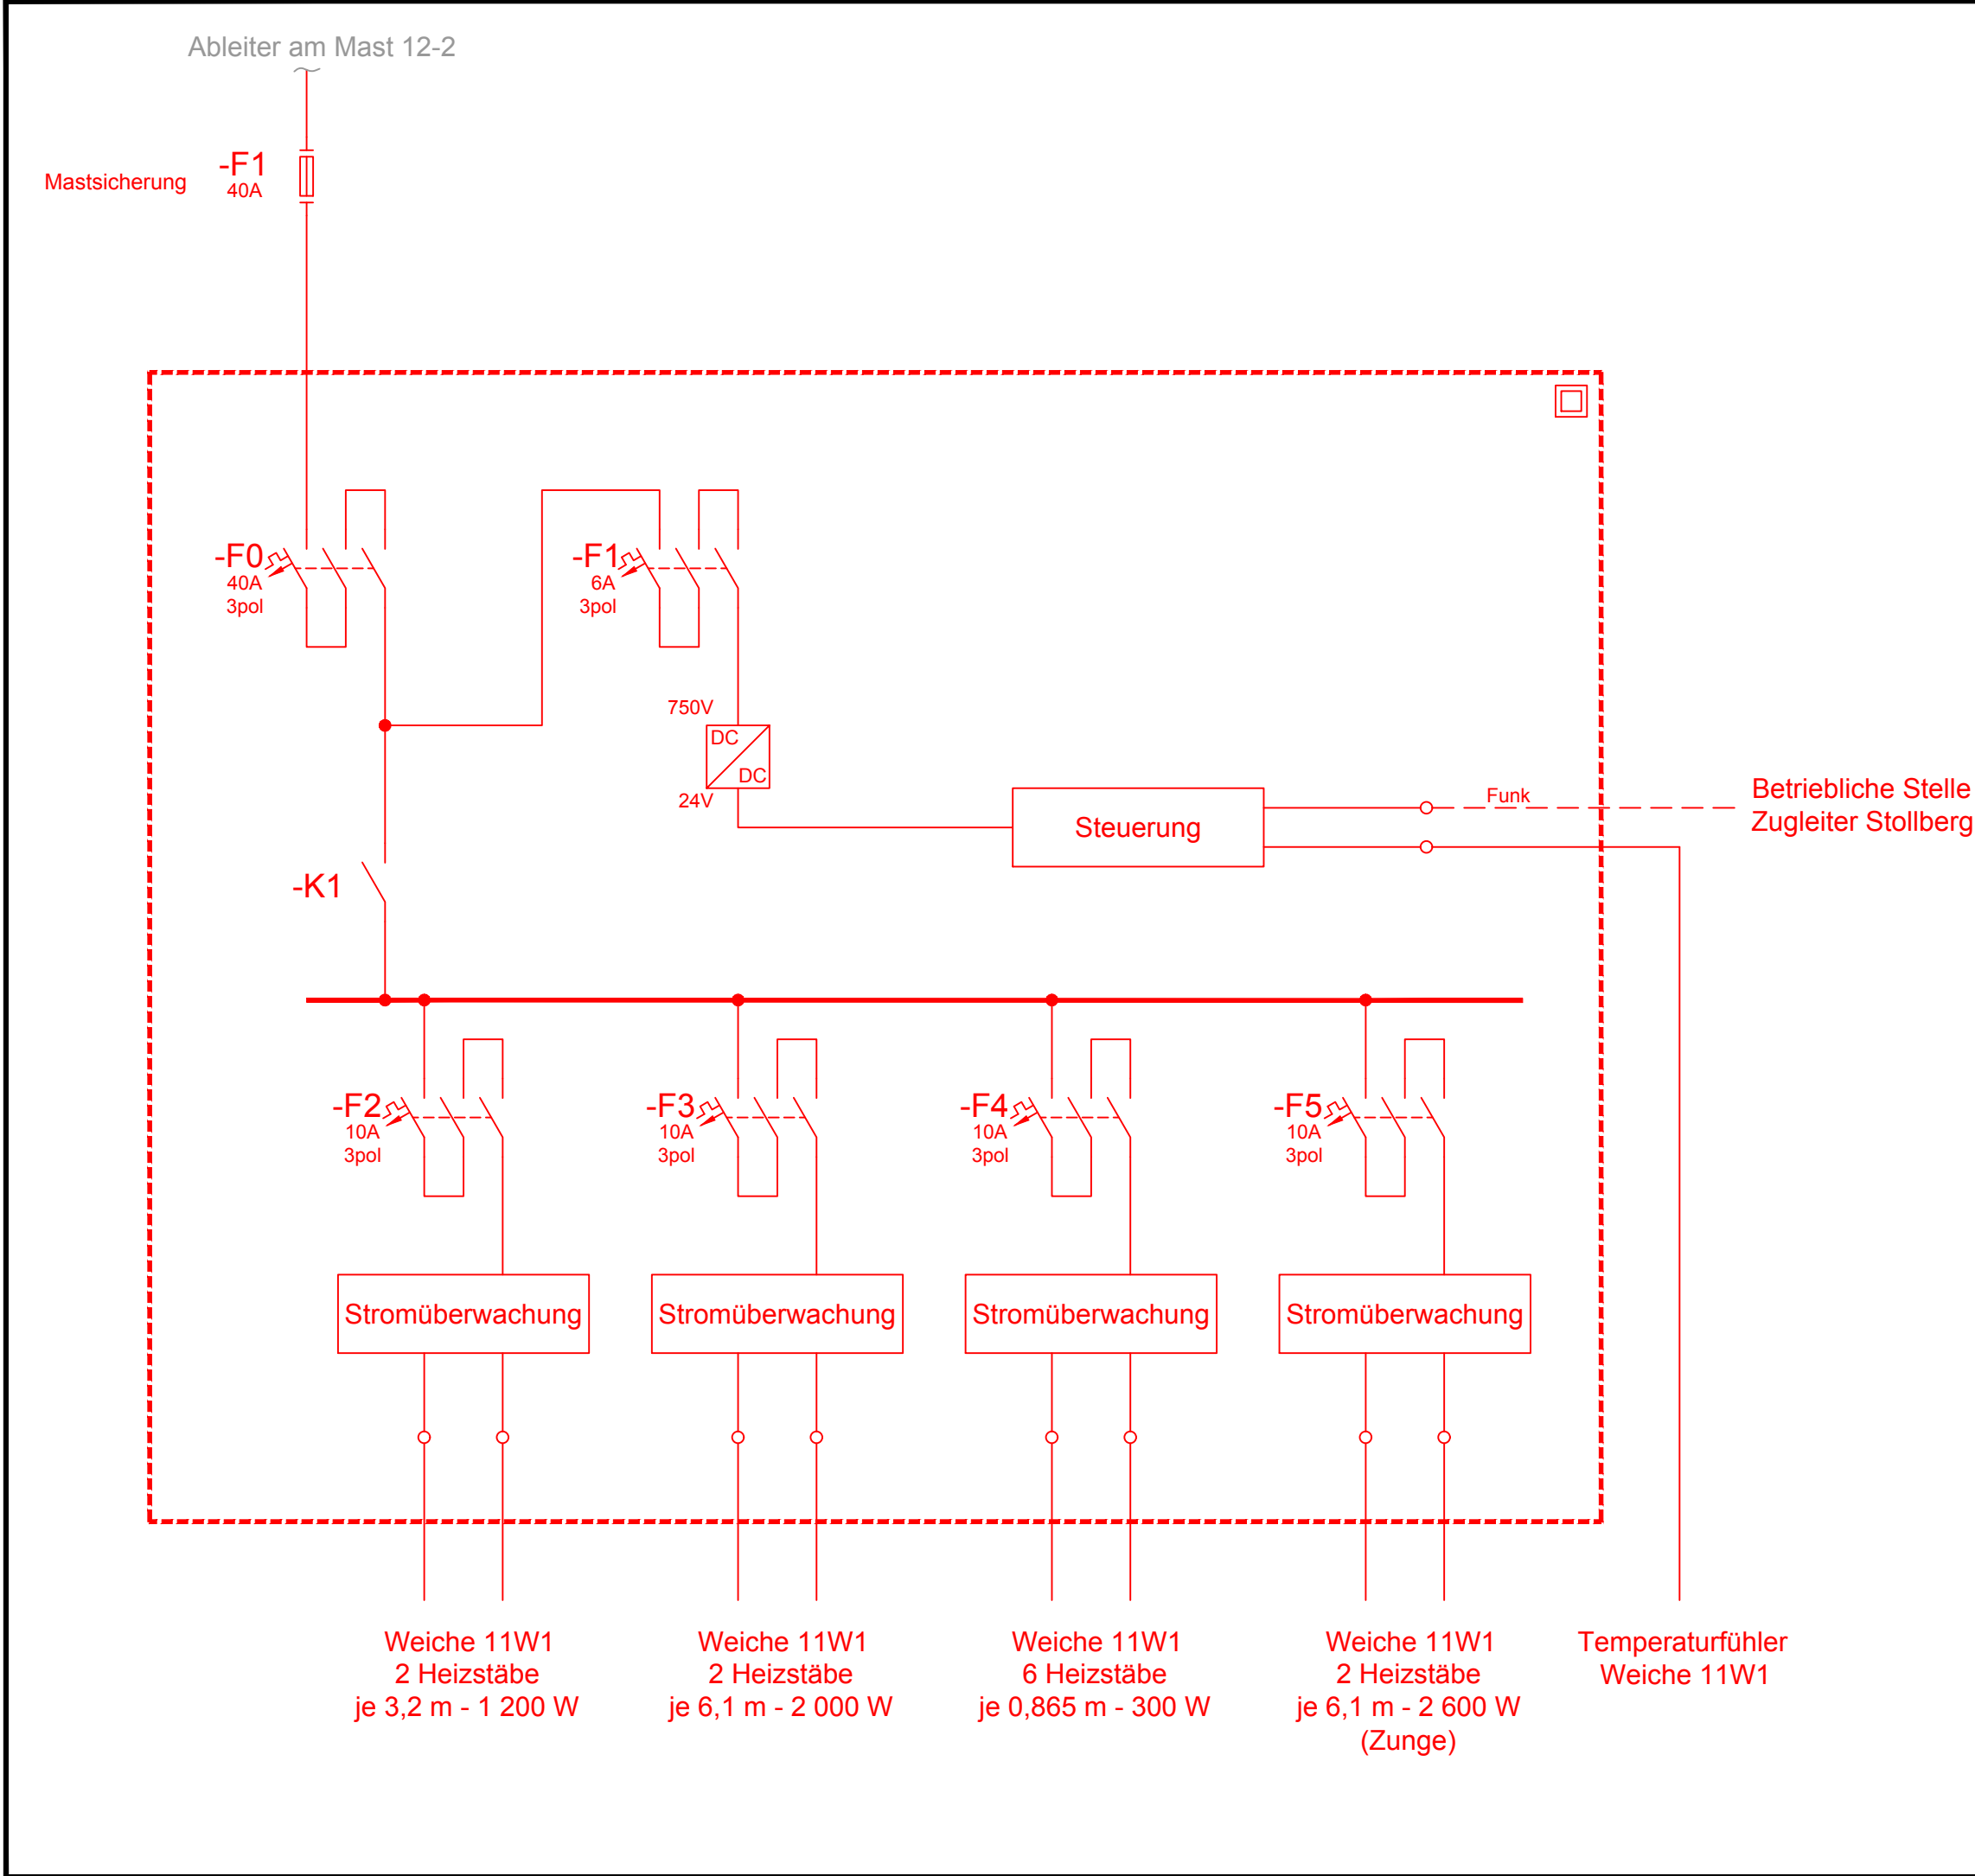 Ableiter am Mast 12-2
Mastsicherung
-F1
40A
-F0
40A
3pol
-F1
6A
3pol
750V
DC
DC
24V
Steuerung
Funk
Betriebliche Stelle
Zugleiter Stollberg
-K1
-F2
10A
3pol
-F3
10A
3pol
-F4
10A
3pol
-F5
10A
3pol
Stromüberwachung
Stromüberwachung
Stromüberwachung
Stromüberwachung
Weiche 11W1
2 Heizstäbe
je 3,2 m - 1 200 W
Weiche 11W1
2 Heizstäbe
je 6,1 m - 2 000 W
Weiche 11W1
6 Heizstäbe
je 0,865 m - 300 W
Weiche 11W1
2 Heizstäbe
je 6,1 m - 2 600 W
(Zunge)
Temperaturfühler
Weiche 11W1